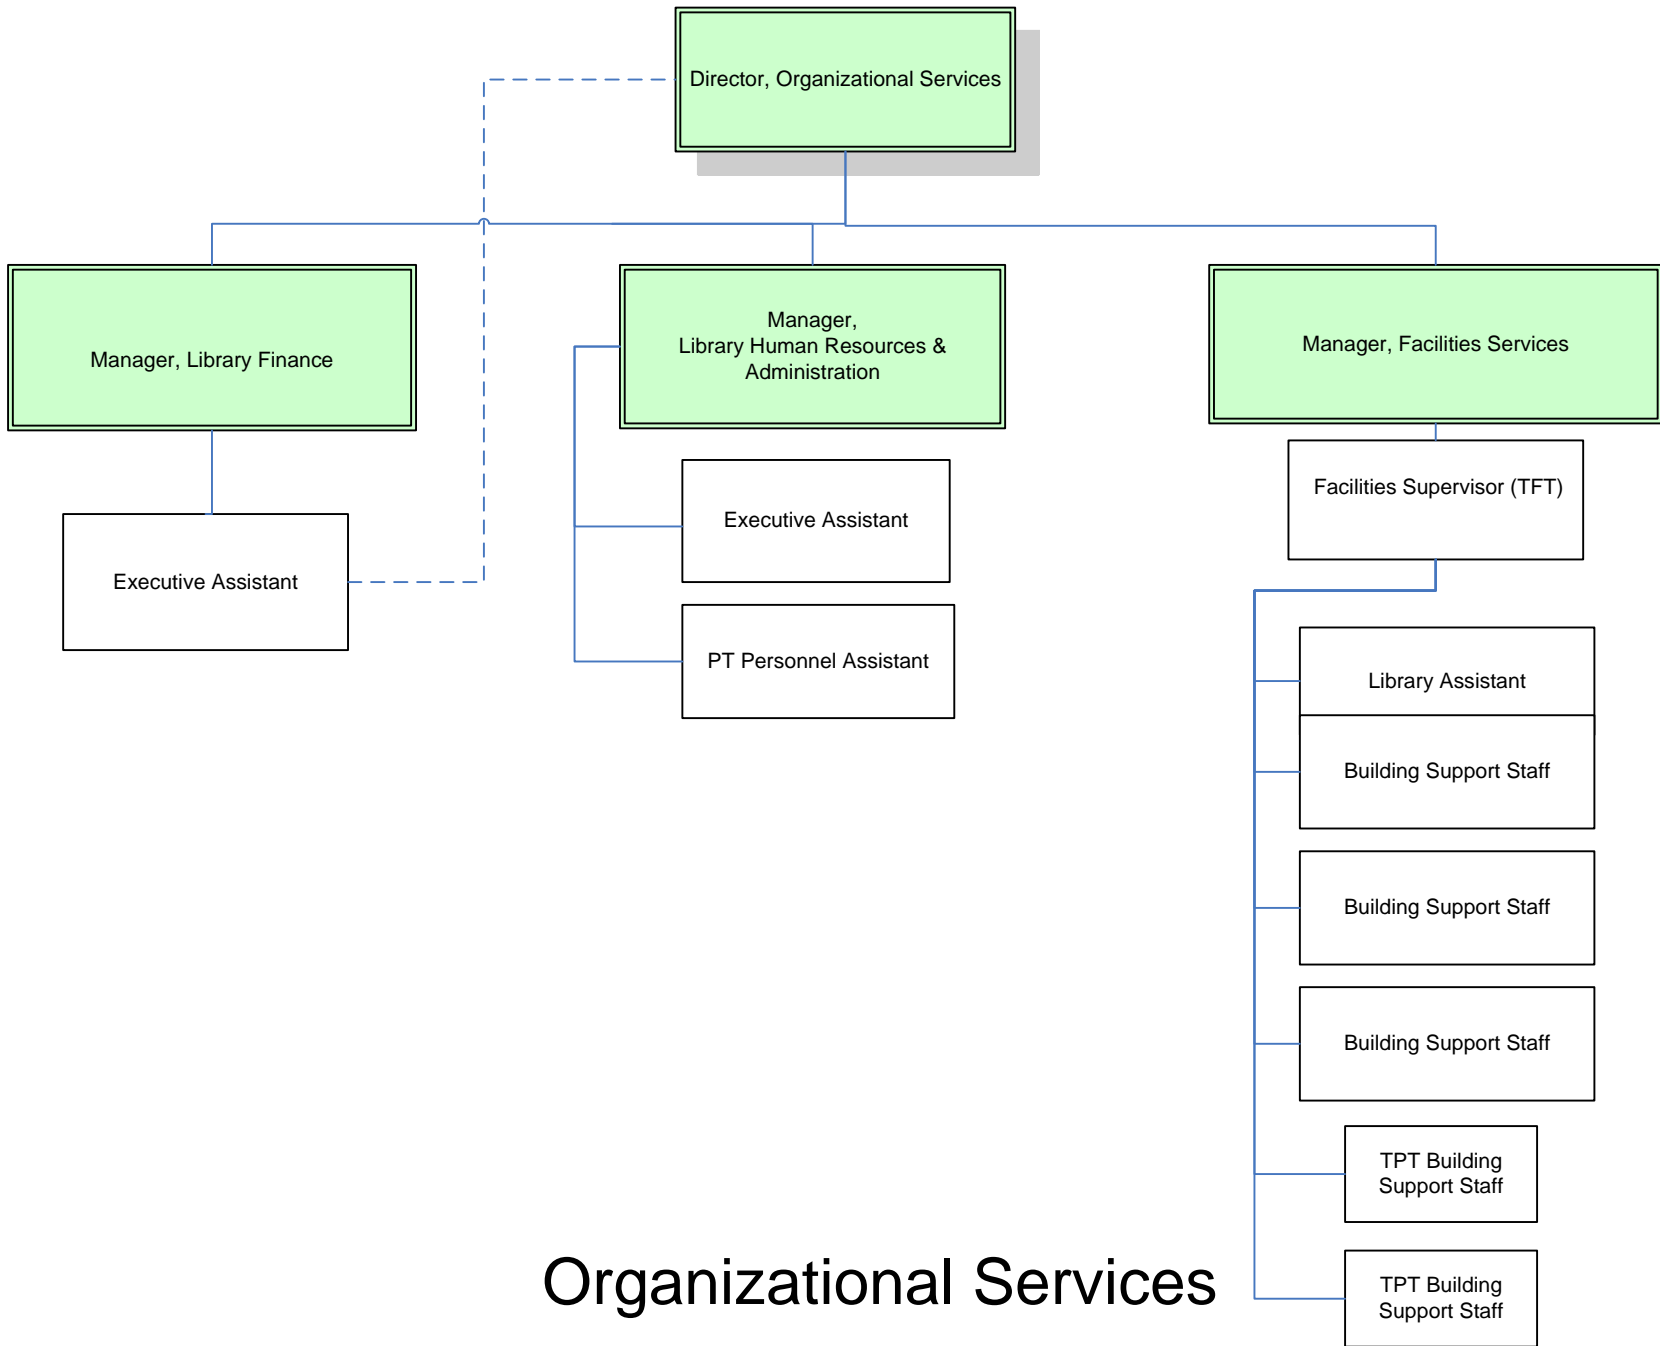 Director, Organizational Services
Manager, Library Finance
Manager,
Library Human Resources &
Administration
Manager, Facilities Services
Executive Assistant
Executive Assistant
PT Personnel Assistant
Facilities Supervisor (TFT)
Library Assistant
Building Support Staff
Building Support Staff
Building Support Staff
TPT Building
Support Staff
TPT Building
Support Staff
Organizational Services